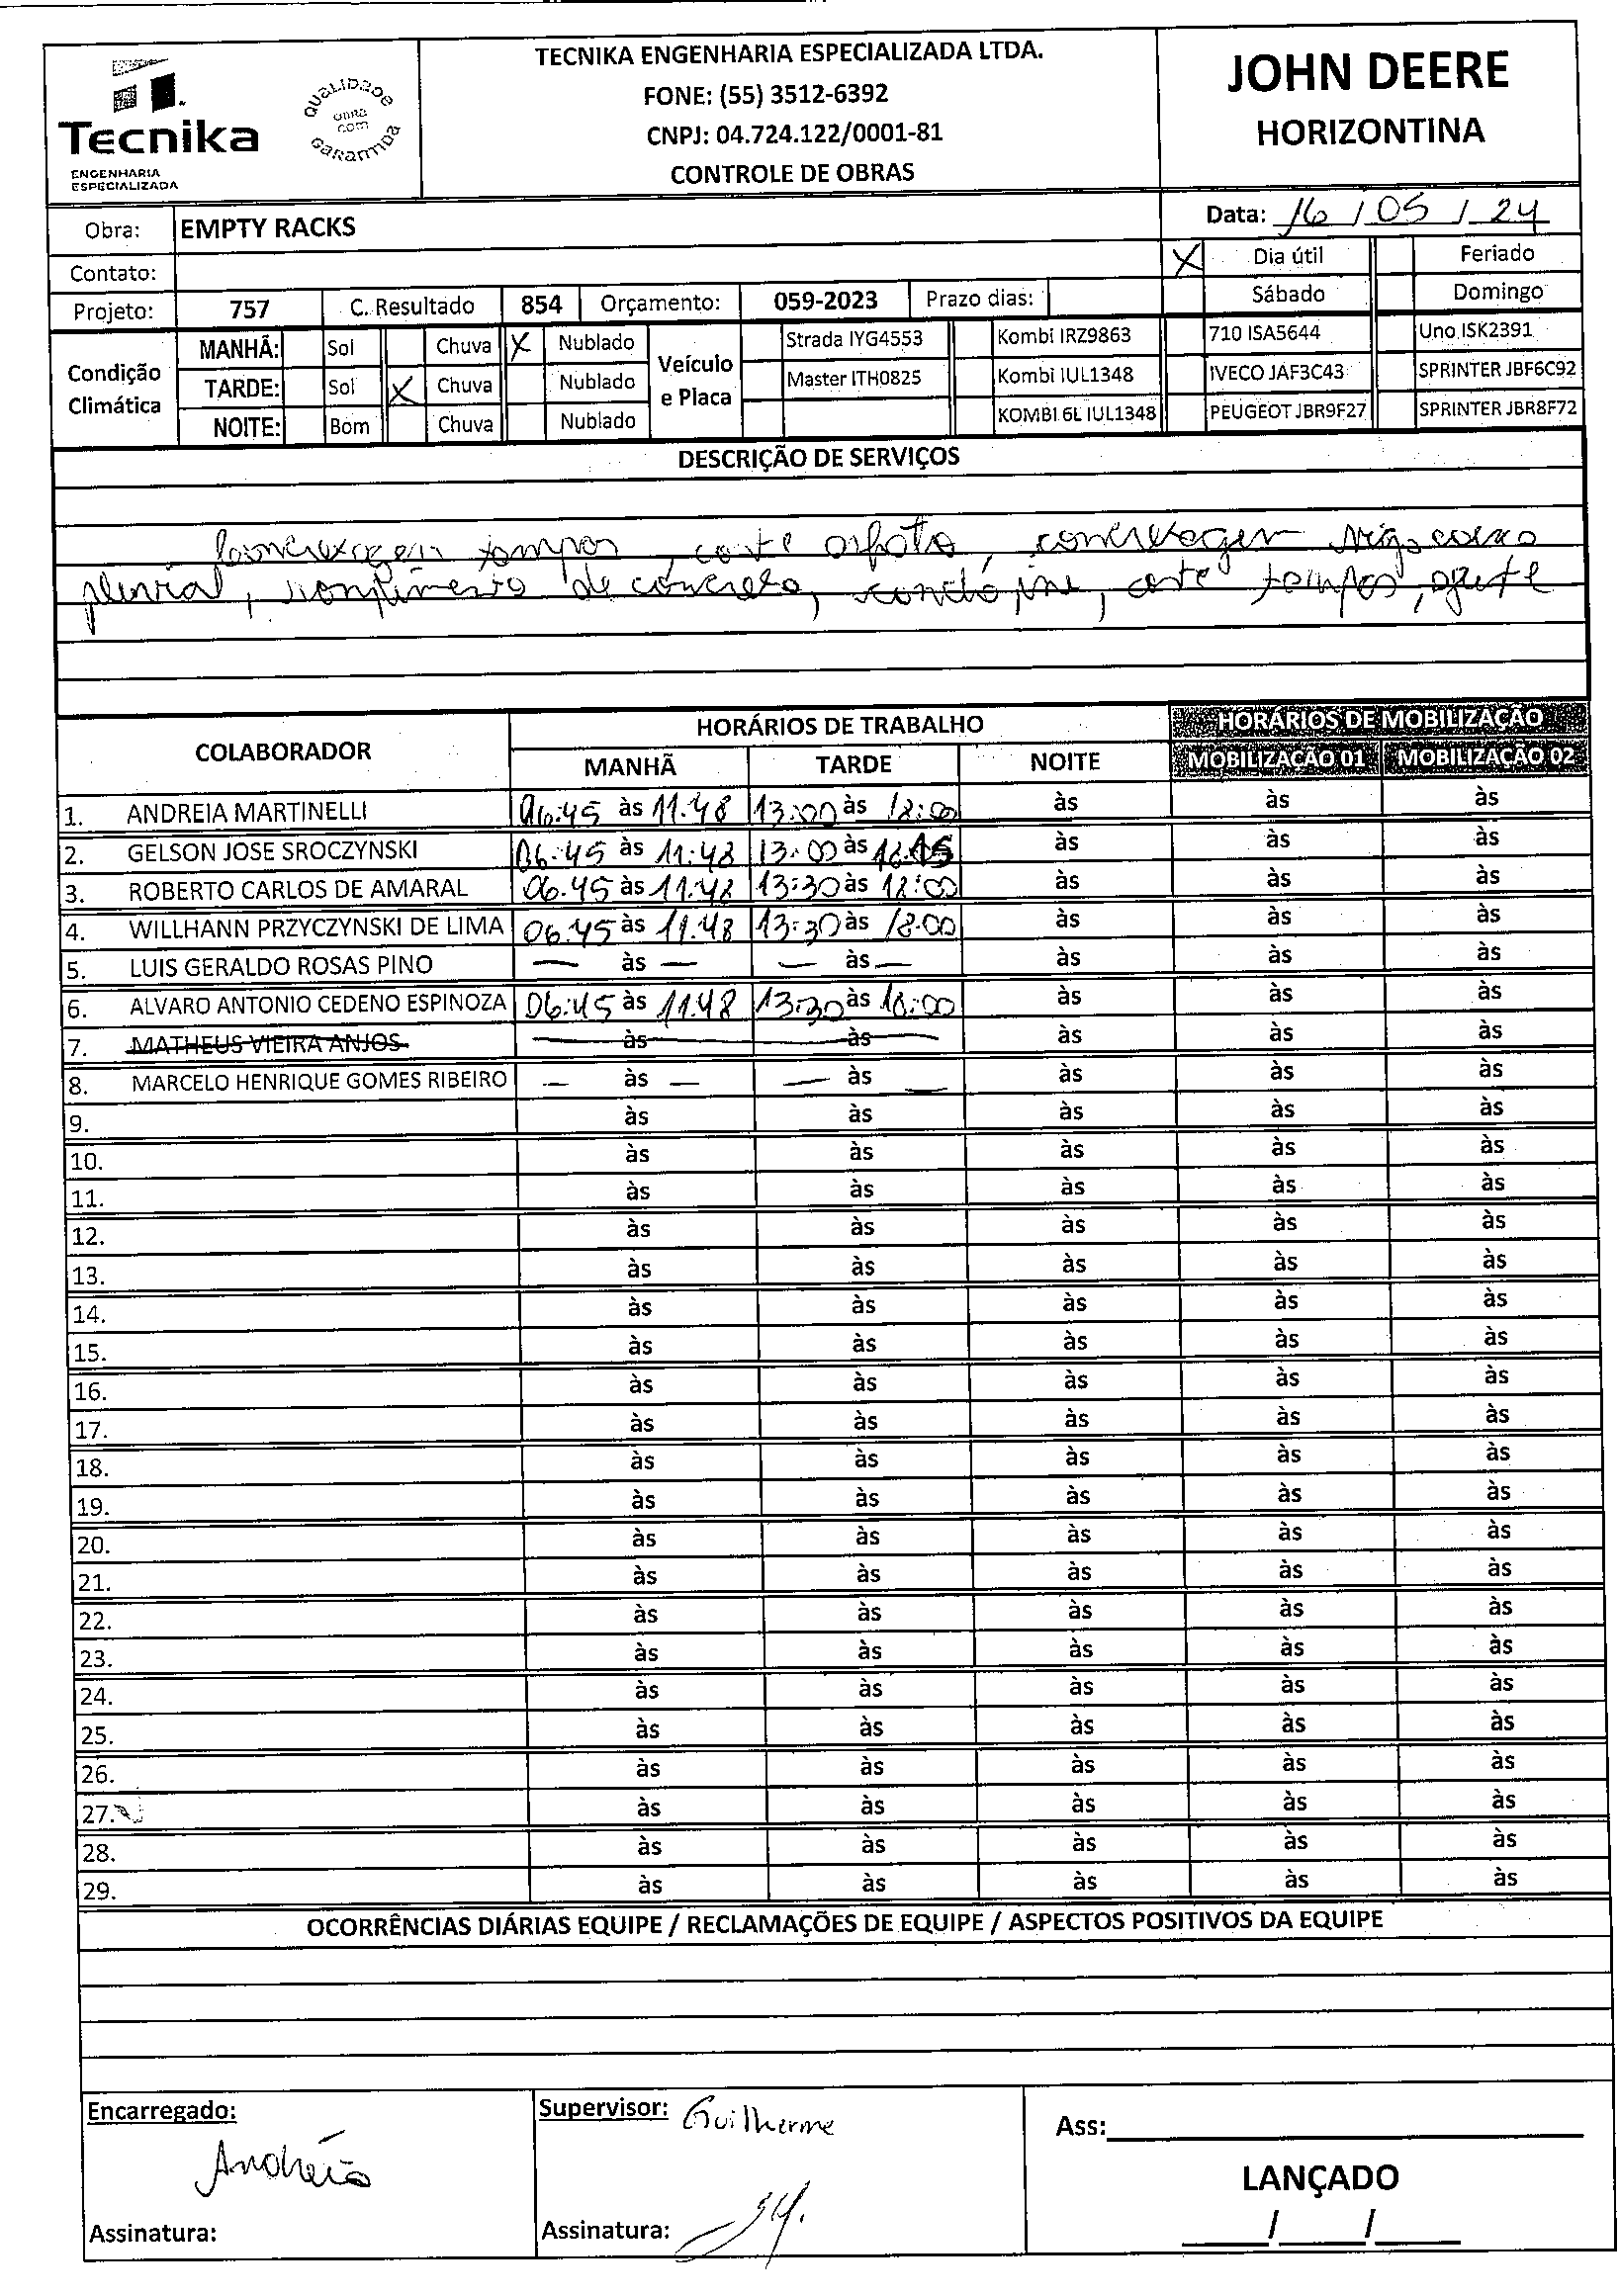 TECNIKA ENGENHARIA ESPECIALIZADA LTDA.
FONE: (55) 3512-6392
CNPJ: 04.724.122/0001-81
CONTROLE DE OBRAS
Tecnika
ENGENHARIA
ESPECIALIZADA
QUALIDADE
OBRA
COM
GARANTIDA
JOHN DEERE
HORIZONTINA
Obra: EMPTY RACKS
Data: 16 / 05 / 24
Contato:
X Dia útil Feriado
Projeto: 757 C. Resultado 854 Orçamento: 059-2023 Prazo dias: Sábado Domingo
Condição Climática
MANHÃ: Sol Chuva X Nublado
TARDE: Sol X Chuva Nublado
NOITE: Bom Chuva Nublado
Veículo e Placa
Strada IYG4553 Kombi IRZ9863 710 ISA5644 Uno ISK2391
Master ITH0825 Kombi IUL1348 IVECO JAF3C43 SPRINTER JBF6C92
KOMBI 6L IUL1348 PEUGEOT JBR9F27 SPRINTER JBR8F72
DESCRIÇÃO DE SERVIÇOS
concretagem tampas, corte asfalto, concretagem
pluvial, rompimento de concreto, corte tampas,
COLABORADOR HORÁRIOS DE TRABALHO HORÁRIOS DE MOBILIZAÇÃO
MANHÃ TARDE NOITE MOBILIZAÇÃO 01 MOBILIZAÇÃO 02
1. ANDREIA MARTINELLI 06:45 às 11:48 13:00 às 18:00 às às às
2. GELSON JOSE SROCZYNSKI 06:45 às 11:48 13:00 às às às às
3. ROBERTO CARLOS DE AMARAL 06:45 às 11:48 13:30 às 18:00 às às às
4. WILLHANN PRZYCZYNSKI DE LIMA 06:45 às 11:48 13:30 às 18:00 às às às
5. LUIS GERALDO ROSAS PINO — às — — às — às às às
6. ALVARO ANTONIO CEDENO ESPINOZA 06:45 às 11:48 13:30 às 18:00 às às às
7. MATHEUS VIEIRA ANJOS às às às às às
8. MARCELO HENRIQUE GOMES RIBEIRO — às — — às — às às às
9. às às às às às
10. às às às às às
11. às às às às às
12. às às às às às
13. às às às às às
14. às às às às às
15. às às às às às
16. às às às às às
17. às às às às às
18. às às às às às
19. às às às às às
20. às às às às às
21. às às às às às
22. às às às às às
23. às às às às às
24. às às às às às
25. às às às às às
26. às às às às às
27. às às às às às
28. às às às às às
29. às às às às às
OCORRÊNCIAS DIÁRIAS EQUIPE / RECLAMAÇÕES DE EQUIPE / ASPECTOS POSITIVOS DA EQUIPE
Encarregado:
Andréia
Assinatura:
Supervisor: Guilherme
Assinatura:
Ass:
LANÇADO
/ /